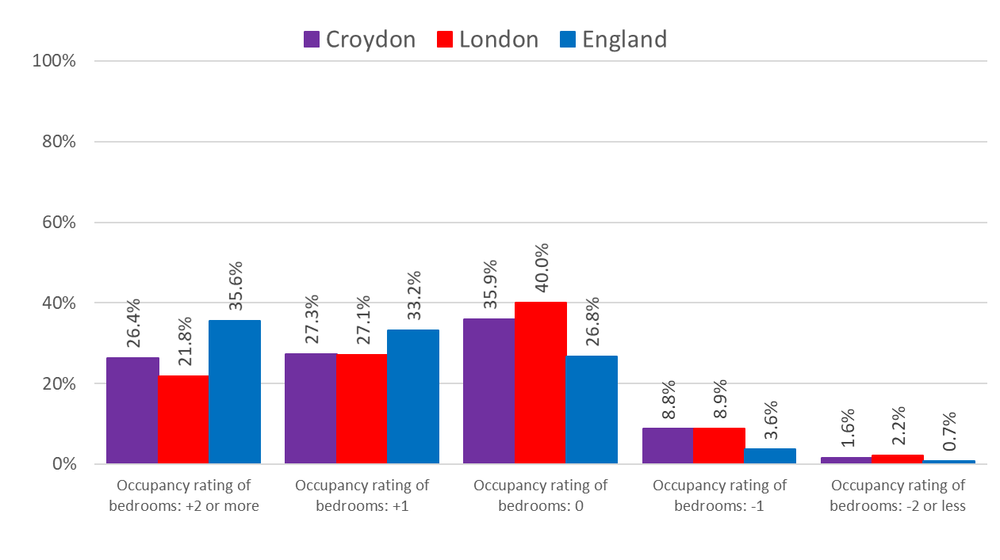 Croydon London England
100%
80%
60%
40%
20%
0%
26.4%
21.8%
35.6%
27.3%
27.1%
33.2%
35.9%
40.0%
26.8%
8.8%
8.9%
3.6%
1.6%
2.2%
0.7%
Occupancy rating of
bedrooms: +2 or more
Occupancy rating of
bedrooms: +1
Occupancy rating of
bedrooms: 0
Occupancy rating of
bedrooms: -1
Occupancy rating of
bedrooms: -2 or less